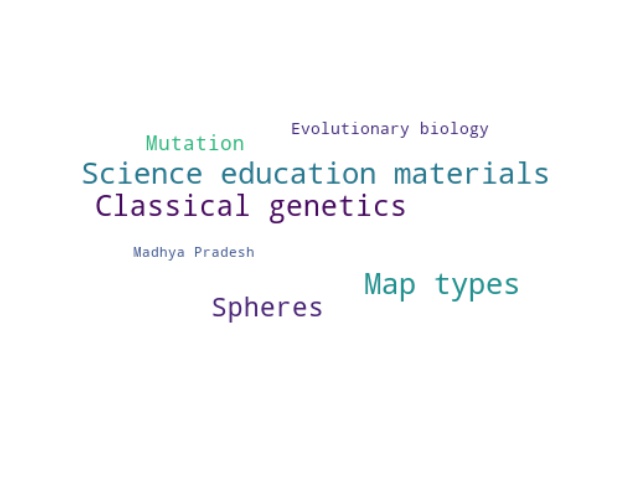 Evolutionary biology
Mutation
Science education materials
Classical genetics
Madhya Pradesh
Map types
Spheres